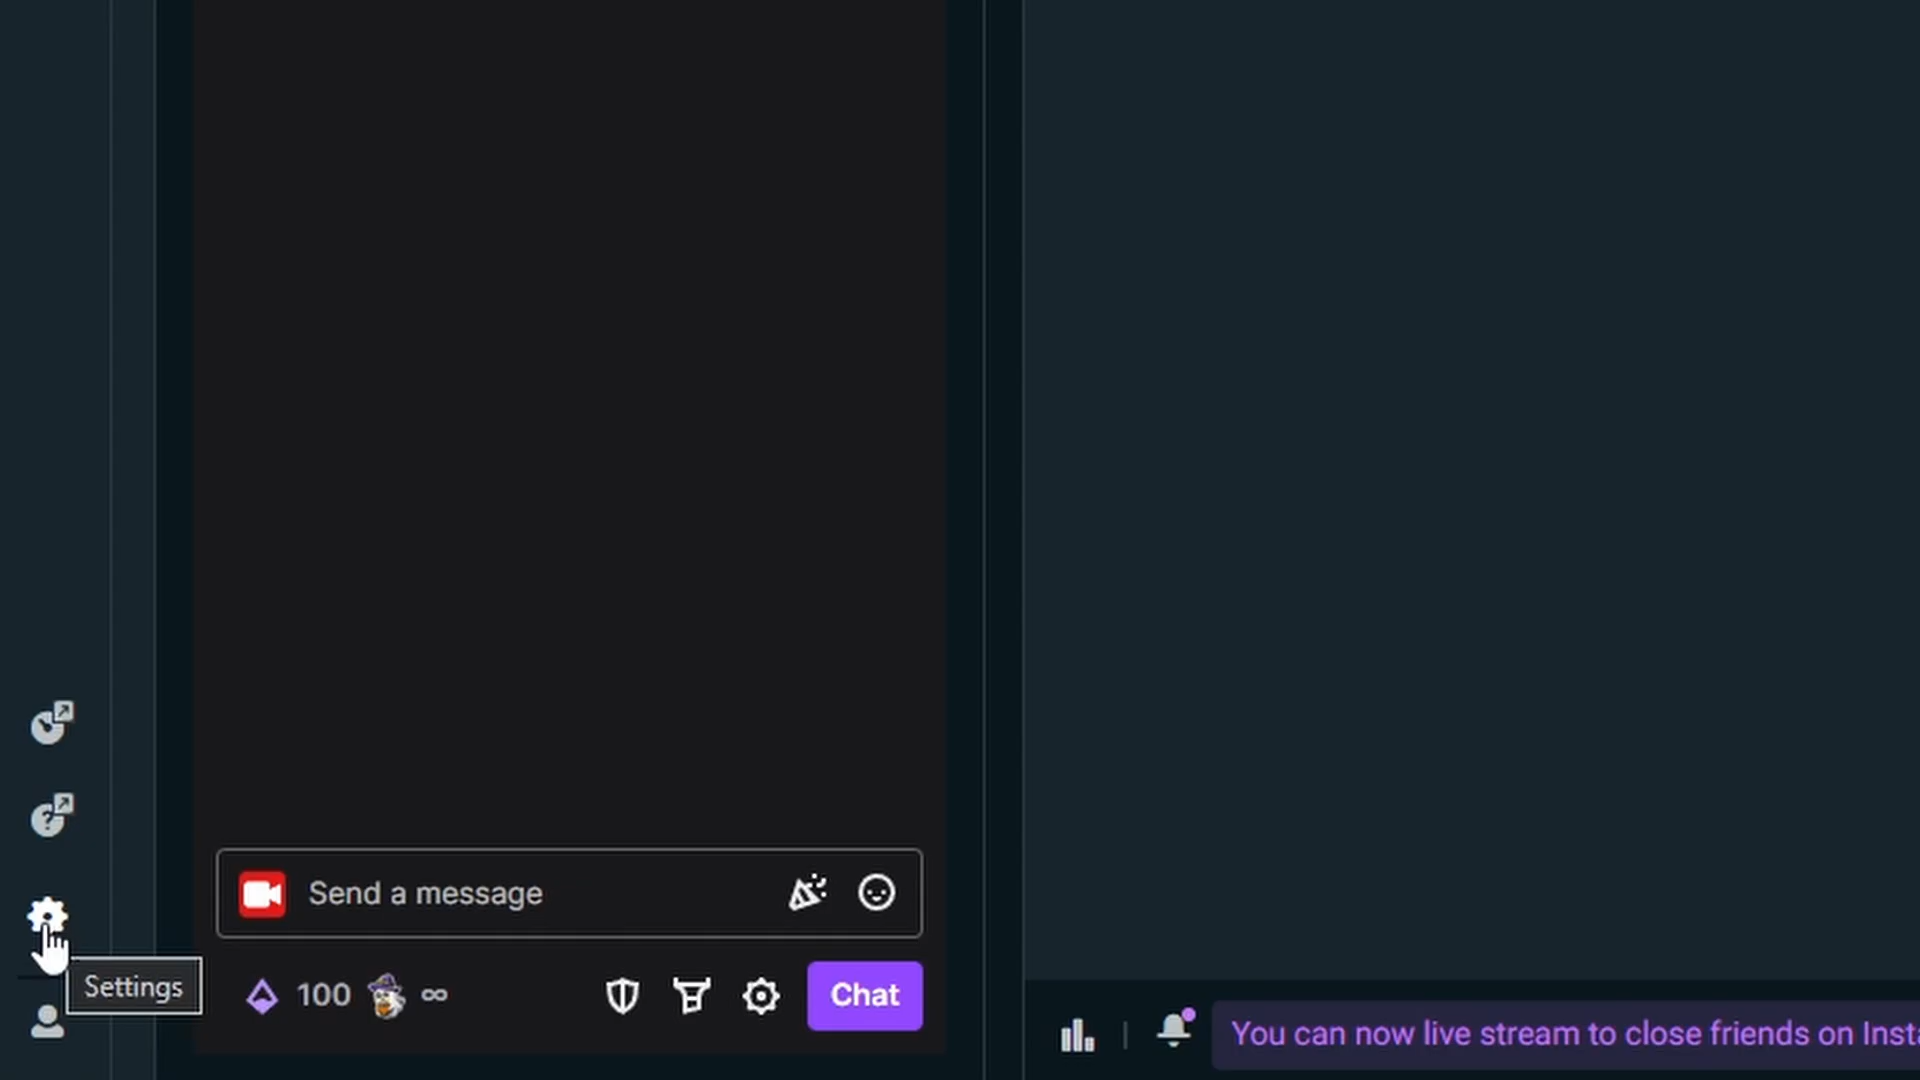 Send a message
Settings
100
Chat
You can now live stream to close friends on Insta